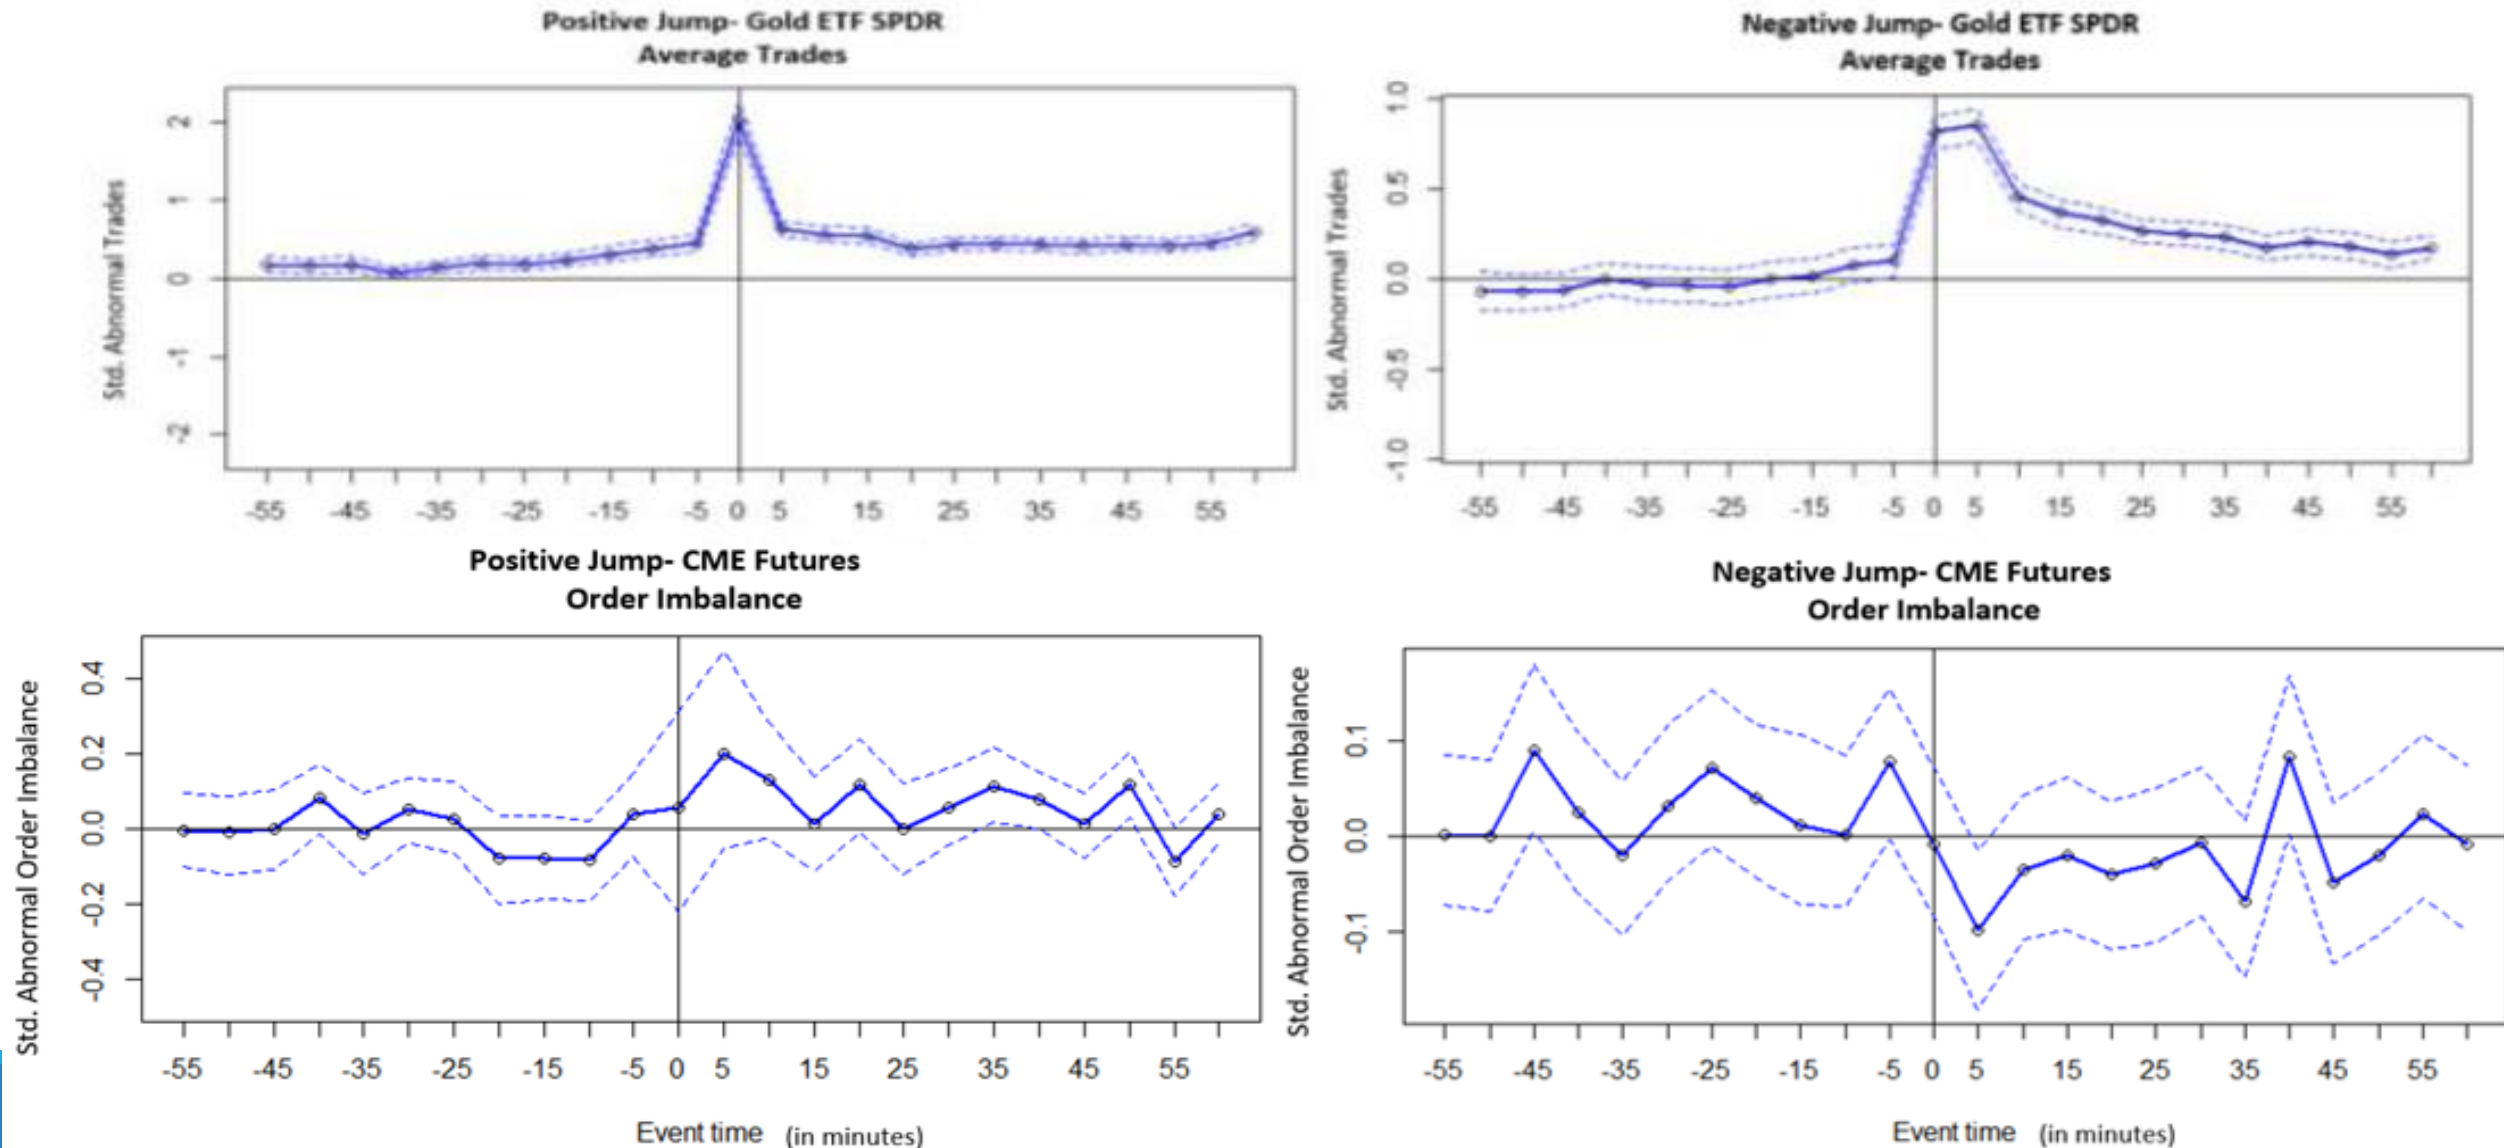 Positive Jump- Gold ETF SPDR
Average Trades
Std. Abnormal Trades
2
1
0
-1
-2
-55 -45 -35 -25 -15 -5 0 5 15 25 35 45 55
Negative Jump- Gold ETF SPDR
Average Trades
Std. Abnormal Trades
1.0
0.5
0.0
-0.5
-1.0
-55 -45 -35 -25 -15 -5 0 5 15 25 35 45 55
Positive Jump- CME Futures
Order Imbalance
Std. Abnormal Order Imbalance
0.4
0.2
0.0
-0.2
-0.4
-55 -45 -35 -25 -15 -5 0 5 15 25 35 45 55
Event time (in minutes)
Negative Jump- CME Futures
Order Imbalance
Std. Abnormal Order Imbalance
0.1
0.0
-0.1
-55 -45 -35 -25 -15 -5 0 5 15 25 35 45 55
Event time (in minutes)